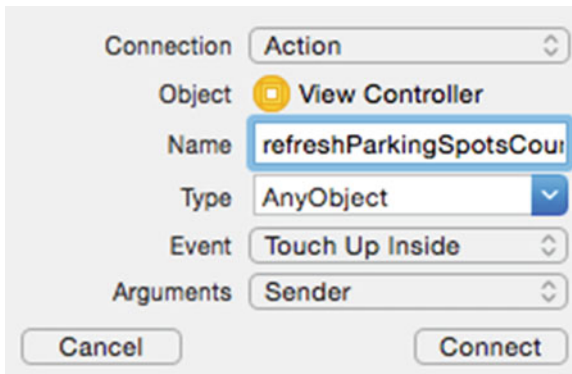 Connection Action
Object View Controller
Name refreshParkingSpotsCour
Type AnyObject
Event Touch Up Inside
Arguments Sender
Cancel Connect